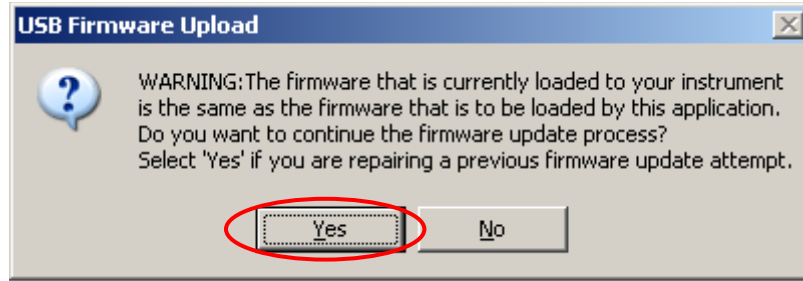 USB Firmware Upload
WARNING:The firmware that is currently loaded to your instrument
is the same as the firmware that is to be loaded by this application.
Do you want to continue the firmware update process?
Select 'Yes' if you are repairing a previous firmware update attempt.
Yes No